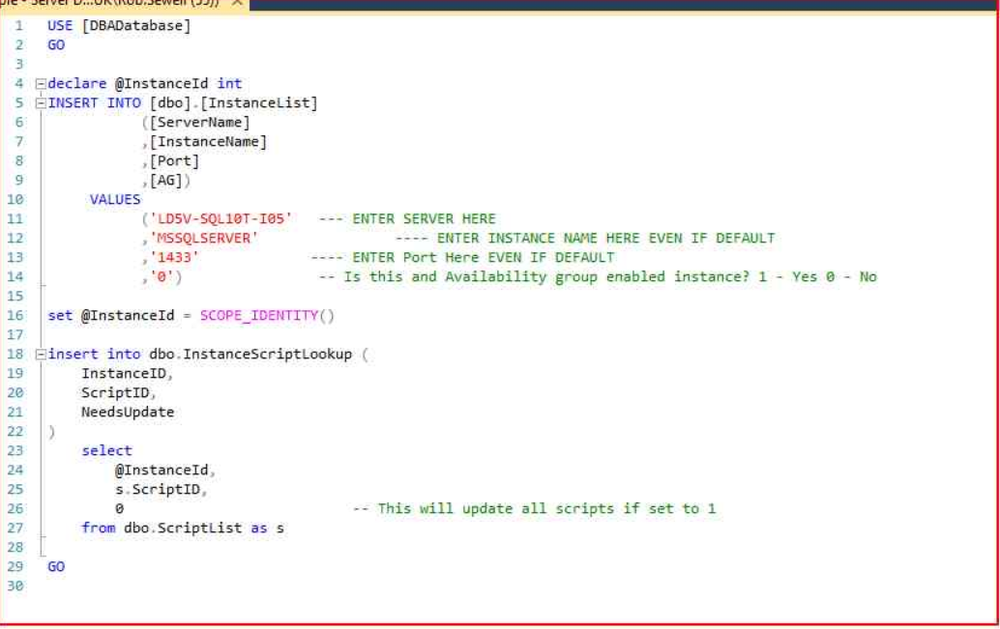 ple - Server D...UK\Rob.Sewell (55)) ×
1 USE [DBADatabase]
2 GO
3
4 declare @InstanceId int
5 INSERT INTO [dbo].[InstanceList]
6 ([ServerName]
7 ,[InstanceName]
8 ,[Port]
9 ,[AG])
10 VALUES
11 ('LD5V-SQL10T-I05' --- ENTER SERVER HERE
12 ,'MSSQLSERVER' ---- ENTER INSTANCE NAME HERE EVEN IF DEFAULT
13 ,'1433' ---- ENTER Port Here EVEN IF DEFAULT
14 ,'0') -- Is this and Availability group enabled instance? 1 - Yes 0 - No
15
16 set @InstanceId = SCOPE_IDENTITY()
17
18 insert into dbo.InstanceScriptLookup (
19 InstanceID,
20 ScriptID,
21 NeedsUpdate
22 )
23 select
24 @InstanceId,
25 s.ScriptID,
26 0 -- This will update all scripts if set to 1
27 from dbo.ScriptList as s
28
29 GO
30